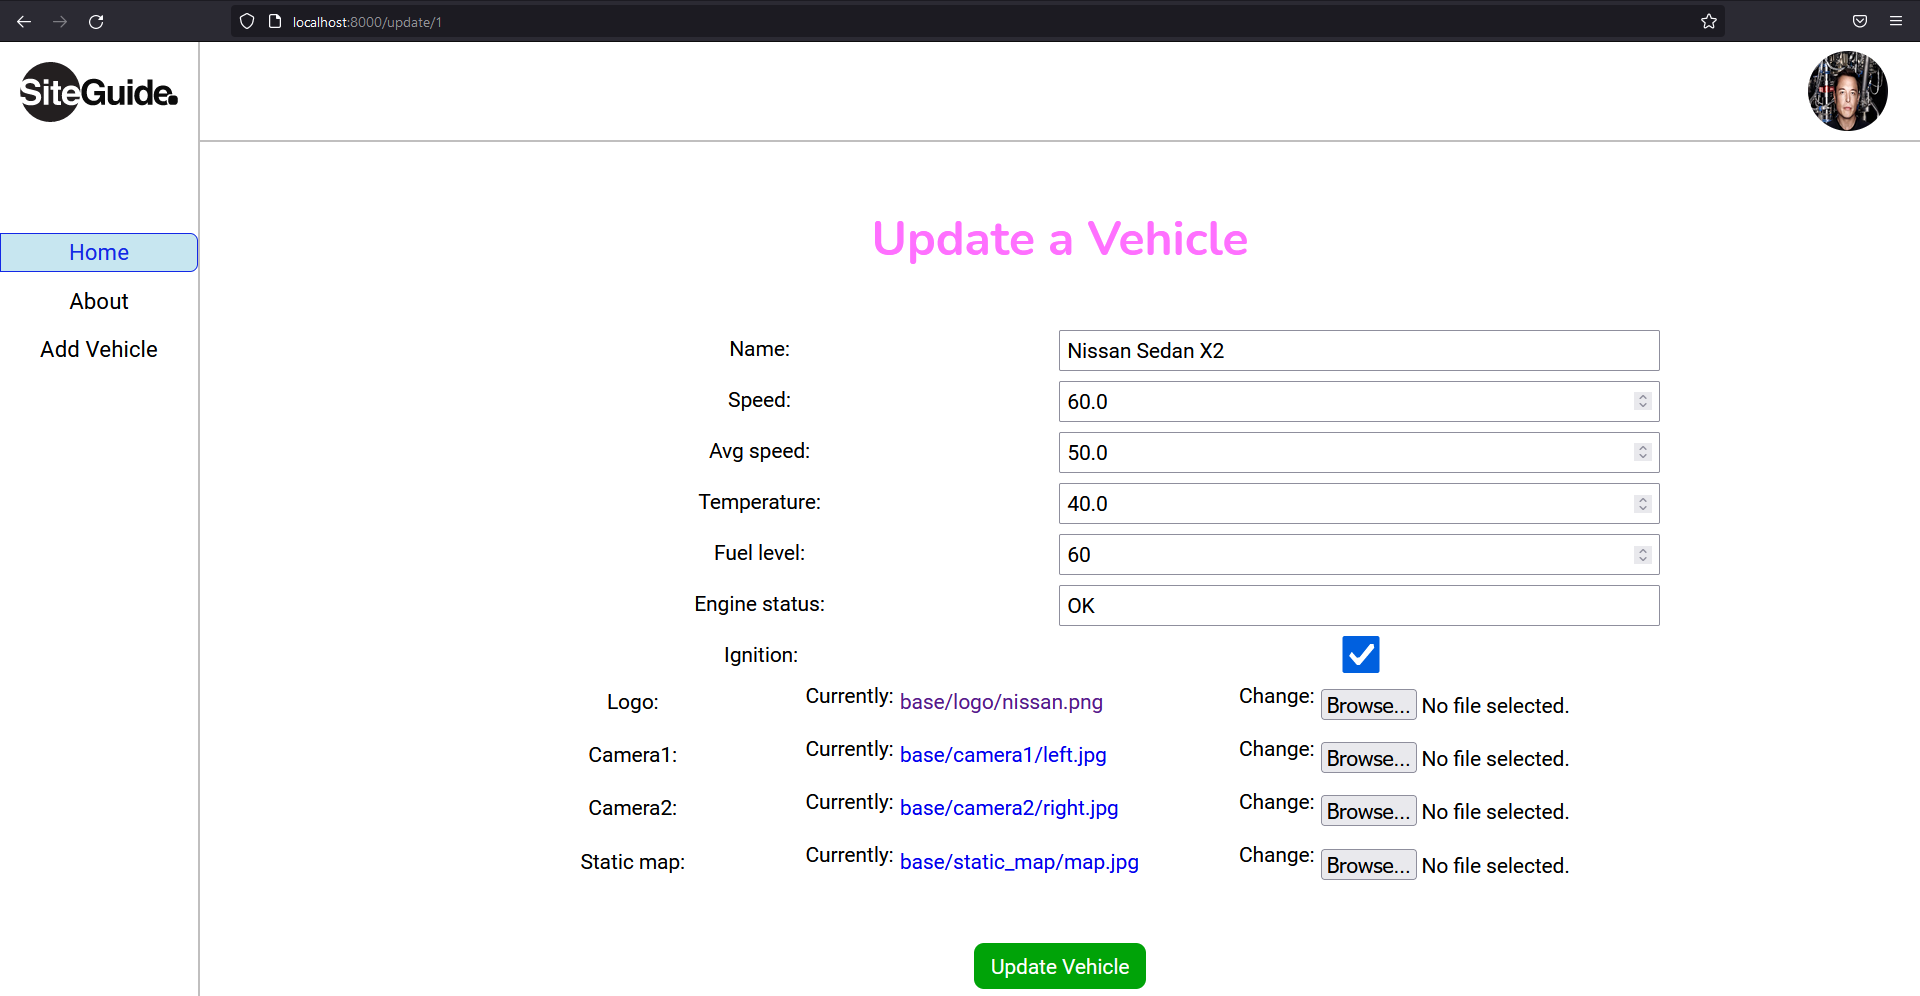 localhost:8000/update/1
SiteGuide.
Home
About
Add Vehicle
Update a Vehicle
Name: Nissan Sedan X2
Speed: 60.0
Avg speed: 50.0
Temperature: 40.0
Fuel level: 60
Engine status: OK
Ignition:
Logo: Currently: base/logo/nissan.png Change: Browse... No file selected.
Camera1: Currently: base/camera1/left.jpg Change: Browse... No file selected.
Camera2: Currently: base/camera2/right.jpg Change: Browse... No file selected.
Static map: Currently: base/static_map/map.jpg Change: Browse... No file selected.
Update Vehicle